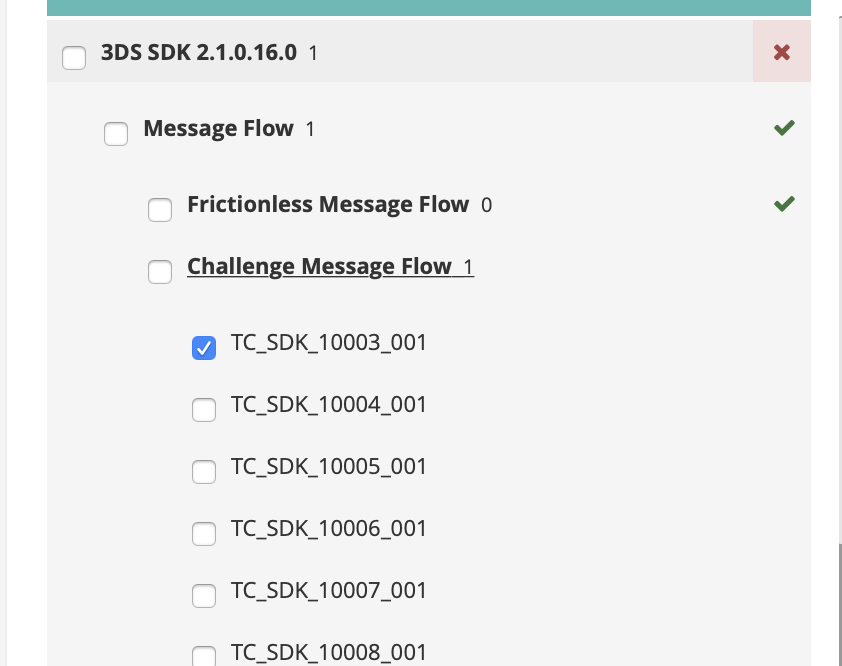 3DS SDK 2.1.0.16.0 1
Message Flow 1
Frictionless Message Flow 0
Challenge Message Flow 1
TC_SDK_10003_001
TC_SDK_10004_001
TC_SDK_10005_001
TC_SDK_10006_001
TC_SDK_10007_001
TC_SDK_10008_001